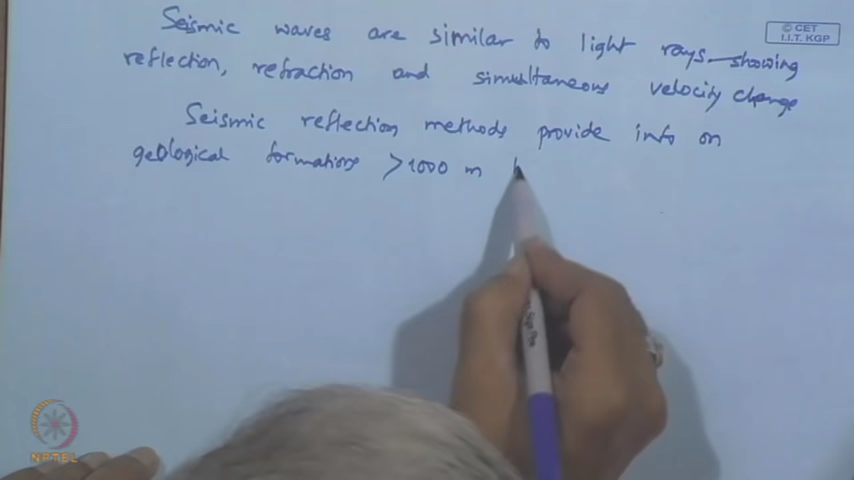 © CET
I.I.T. KGP
Seismic waves are similar to light rays - showing
reflection, refraction and simultaneous velocity change
Seismic reflection methods provide info on
geological formations > 1000 m
NPTEL